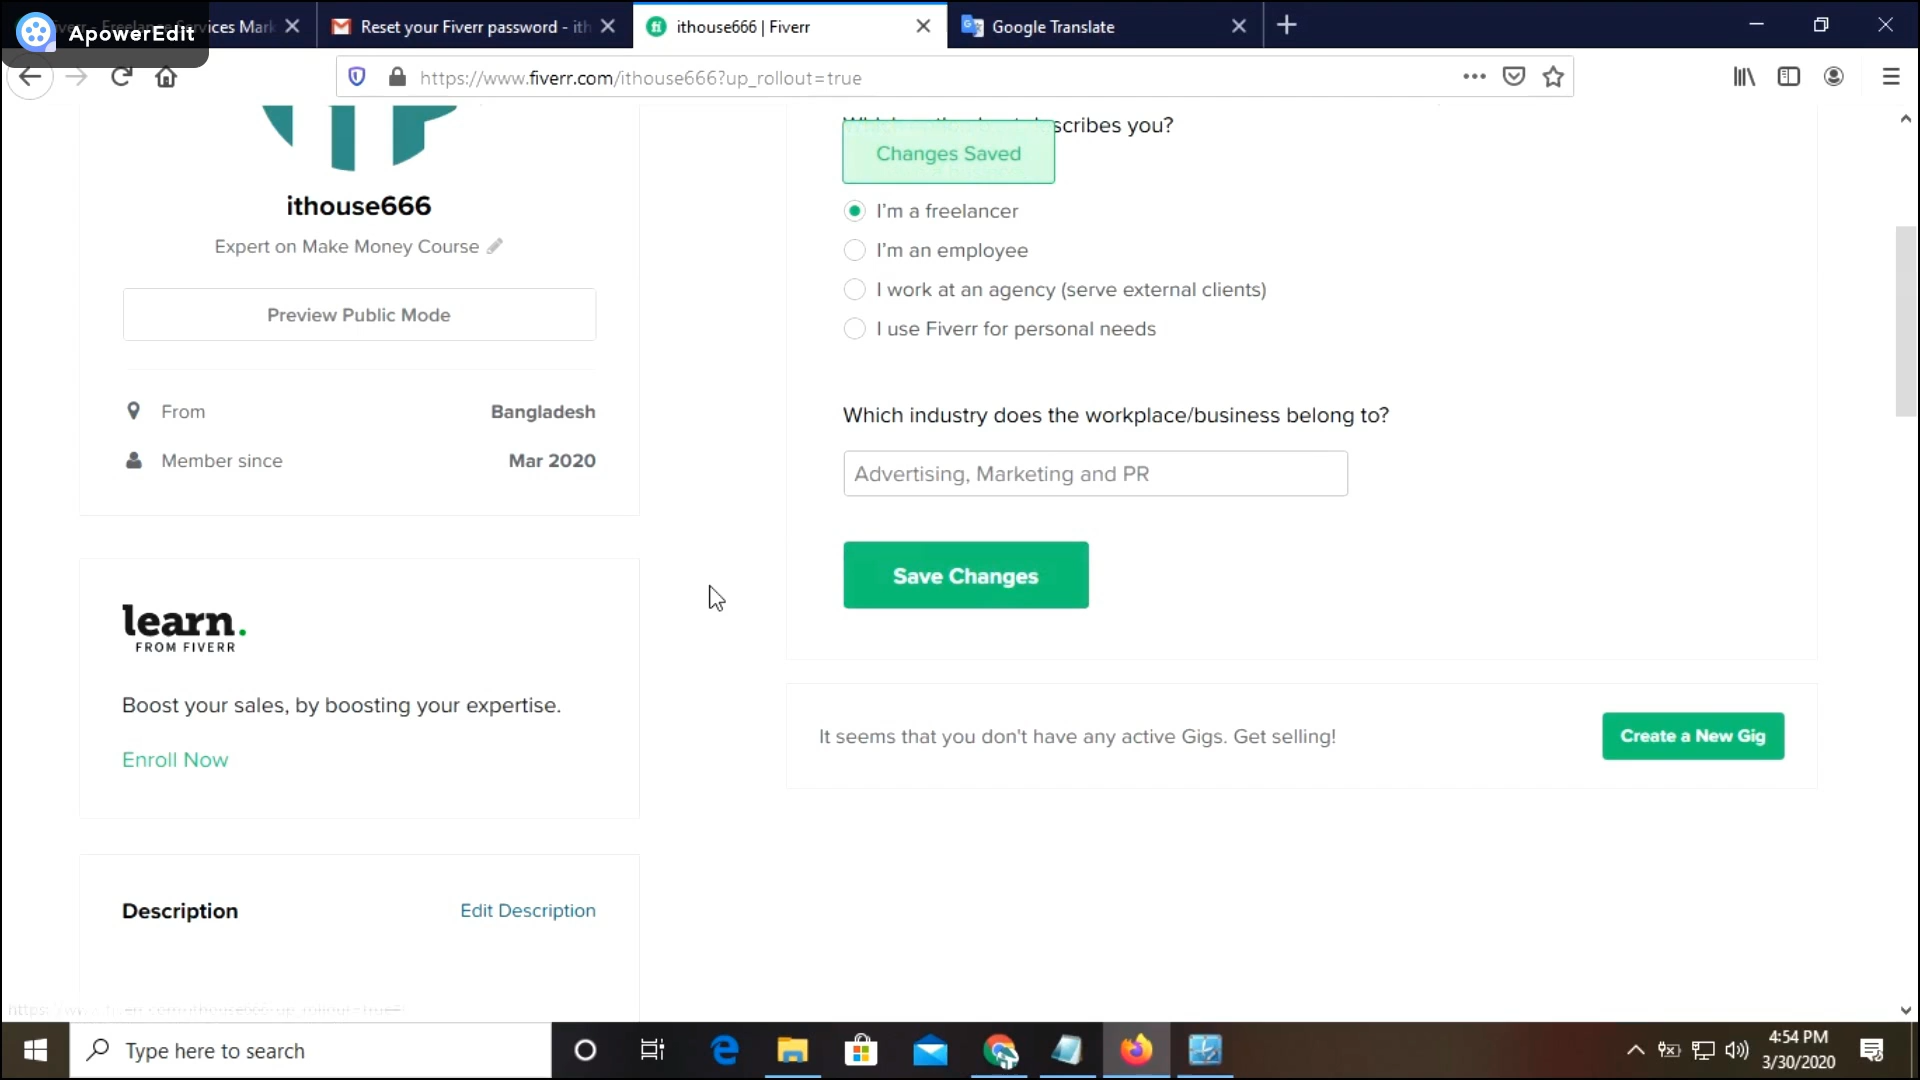 ApowerEdit
Reset your Fiverr password - ith
ithouse666 | Fiverr
Google Translate
https://www.fiverr.com/ithouse666?up_rollout=true
scribes you?
Changes Saved
I'm a freelancer
I'm an employee
I work at an agency (serve external clients)
I use Fiverr for personal needs
Which industry does the workplace/business belong to?
Advertising, Marketing and PR
Save Changes
It seems that you don't have any active Gigs. Get selling!
Create a New Gig
ithouse666
Expert on Make Money Course
Preview Public Mode
From
Bangladesh
Member since
Mar 2020
learn.
FROM FIVERR
Boost your sales, by boosting your expertise.
Enroll Now
Description
Edit Description
Type here to search
4:54 PM
3/30/2020